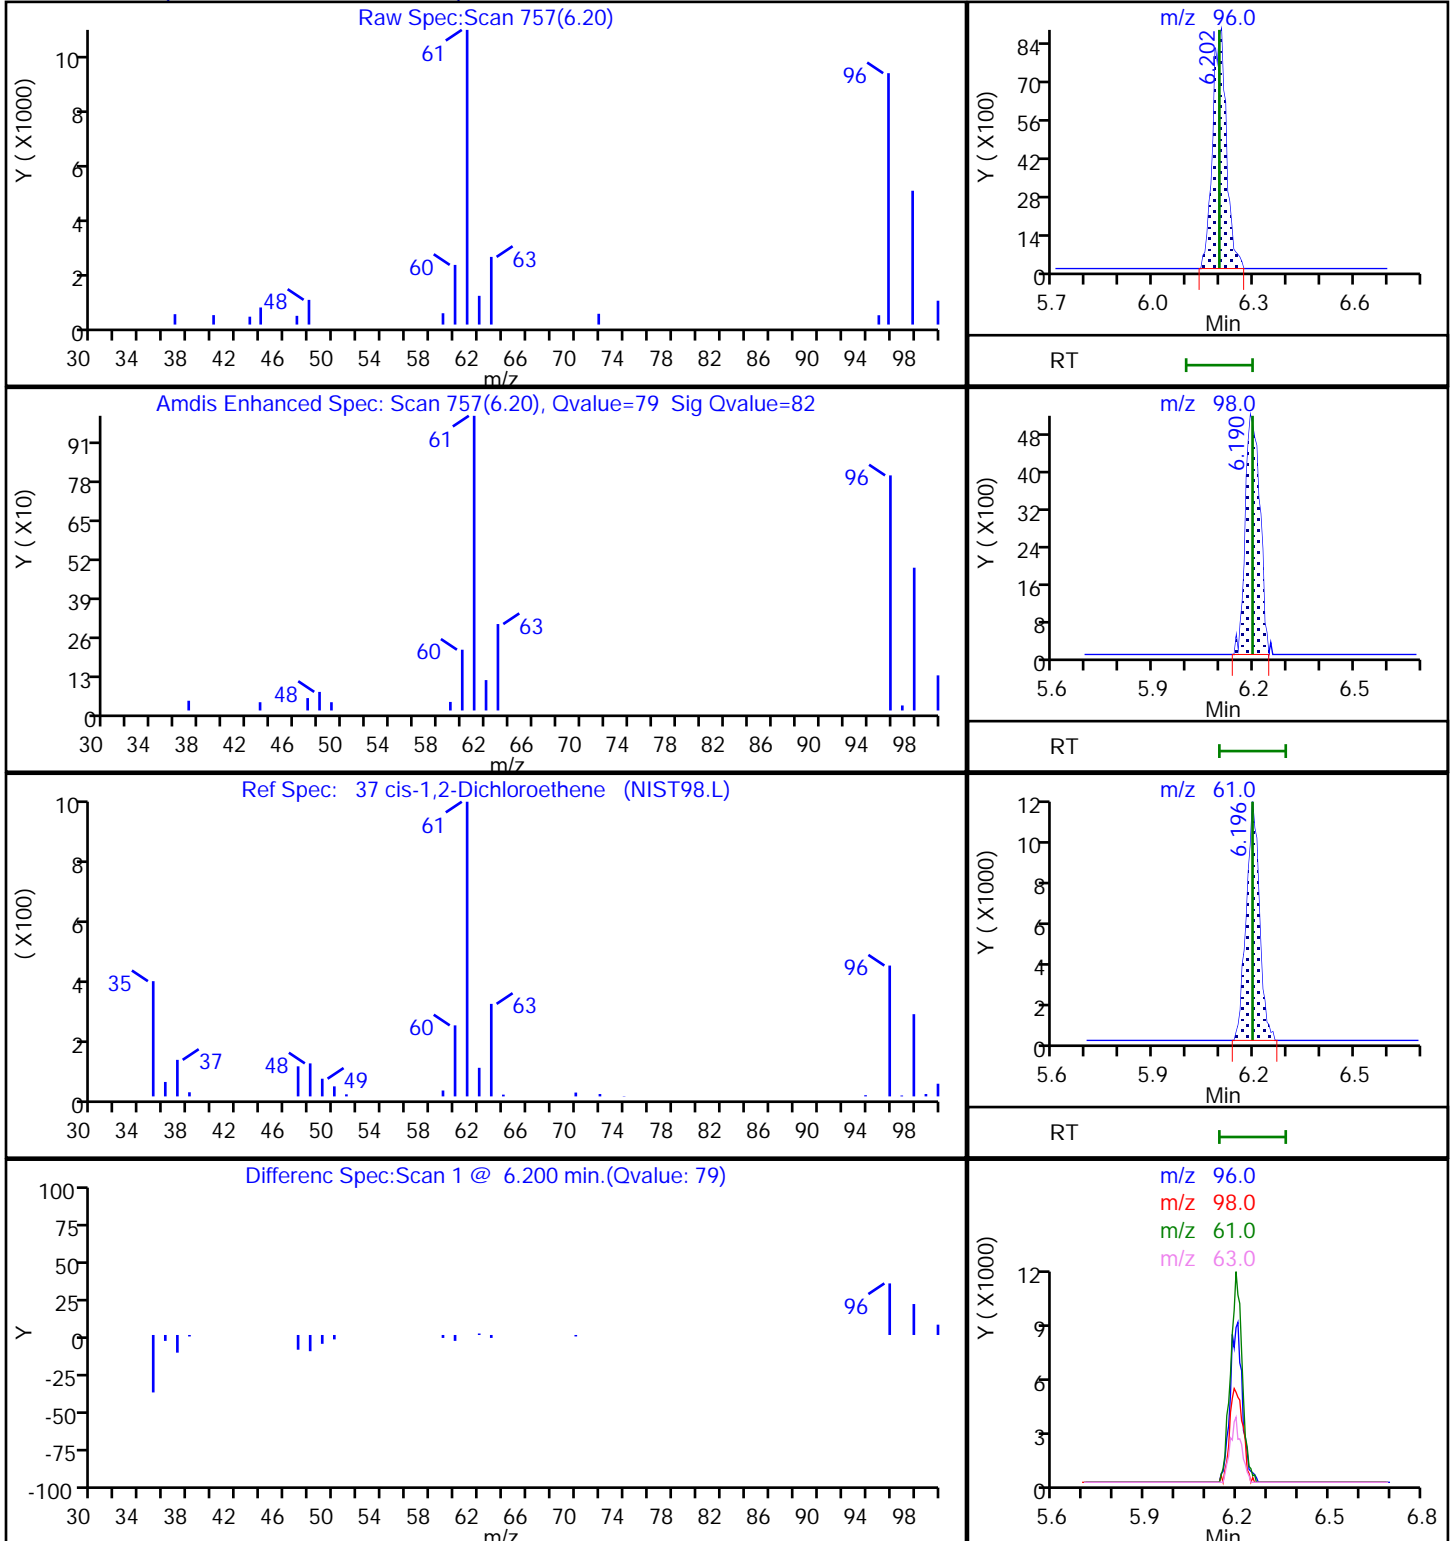 Raw Spec:Scan 757(6.20)
Y ( X1000)
10
8
6
4
2
0
61
96
60
63
48
30 34 38 42 46 50 54 58 62 66 70 74 78 82 86 90 94 98
m/z
m/z 96.0
Y ( X100)
84
70
56
42
28
14
0
6.202
5.7 6.0 6.3 6.6
Min
RT
Amdis Enhanced Spec: Scan 757(6.20), Qvalue=79 Sig Qvalue=82
Y ( X10)
91
78
65
52
39
26
13
0
61
96
60
63
48
30 34 38 42 46 50 54 58 62 66 70 74 78 82 86 90 94 98
m/z
m/z 98.0
Y ( X100)
48
40
32
24
16
8
0
6.190
5.6 5.9 6.2 6.5
Min
RT
Ref Spec: 37 cis-1,2-Dichloroethene (NIST98.L)
( X100)
10
8
6
4
2
0
61
96
35
60
63
37
48
49
30 34 38 42 46 50 54 58 62 66 70 74 78 82 86 90 94 98
m/z 61.0
Y ( X1000)
12
10
8
6
4
2
0
6.196
5.6 5.9 6.2 6.5
Min
RT
Differenc Spec:Scan 1 @ 6.200 min.(Qvalue: 79)
Y
100
75
50
25
0
-25
-50
-75
-100
96
30 34 38 42 46 50 54 58 62 66 70 74 78 82 86 90 94 98
m/z
m/z 96.0
m/z 98.0
m/z 61.0
m/z 63.0
Y ( X1000)
12
9
6
3
0
5.6 5.9 6.2 6.5 6.8
Min